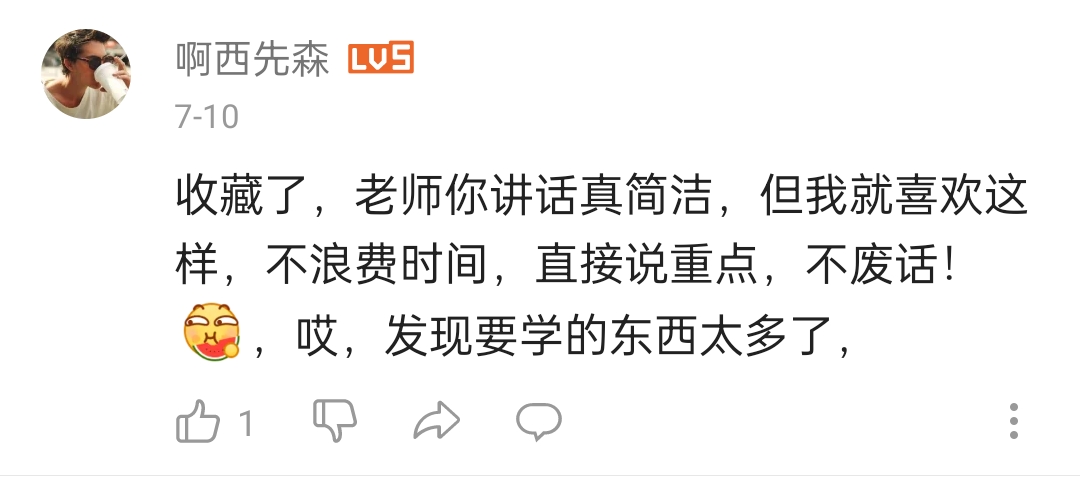 啊西先森 LV5
7-10
收藏了，老师你讲话真简洁，但我就喜欢这
样，不浪费时间，直接说重点，不废话！
，哎，发现要学的东西太多了，
1